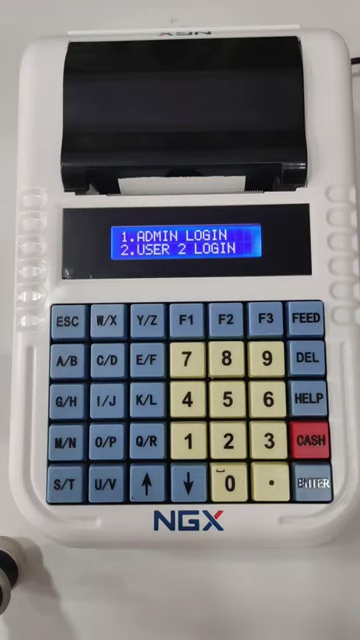 NGX
1.ADMIN LOGIN
2.USER 2 LOGIN
ESC W/X Y/Z F1 F2 F3 FEED
A/B C/D E/F 7 8 9 DEL
G/H I/J K/L 4 5 6 HELP
M/N O/P Q/R 1 2 3 CASH
S/T U/V ↑ ↓ 0 . ENTER
NGX